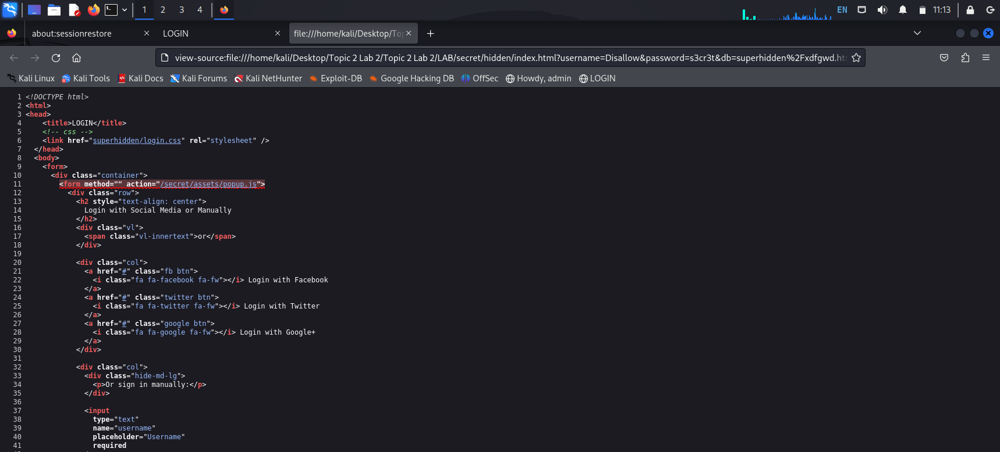 1 2 3 4 EN 11:13
about:sessionrestore LOGIN file:///home/kali/Desktop/Top
view-source:file:///home/kali/Desktop/Topic 2 Lab 2/Topic 2 Lab 2/LAB/secret/hidden/index.html?username=Disallow&password=s3cr3t&db=superhidden%2Fxdfgwd.htm
Kali Linux Kali Tools Kali Docs Kali Forums Kali NetHunter Exploit-DB Google Hacking DB OffSec Howdy, admin LOGIN
1 <!DOCTYPE html>
2 <html>
3 <head>
4     <title>LOGIN</title>
5     <!-- css -->
6     <link href="superhidden/login.css" rel="stylesheet" />
7   </head>
8   <body>
9     <form>
10       <div class="container">
11         <form method="" action="/secret/assets/popup.js">
12           <div class="row">
13             <h2 style="text-align: center">
14               Login with Social Media or Manually
15             </h2>
16             <div class="vl">
17               <span class="vl-innertext">or</span>
18             </div>
19
20             <div class="col">
21               <a href="#" class="fb btn">
22                 <i class="fa fa-facebook fa-fw"></i> Login with Facebook
23               </a>
24               <a href="#" class="twitter btn">
25                 <i class="fa fa-twitter fa-fw"></i> Login with Twitter
26               </a>
27               <a href="#" class="google btn">
28                 <i class="fa fa-google fa-fw"></i> Login with Google+
29               </a>
30             </div>
31
32             <div class="col">
33               <div class="hide-md-lg">
34                 <p>Or sign in manually:</p>
35               </div>
36
37               <input
38                 type="text"
39                 name="username"
40                 placeholder="Username"
41                 required